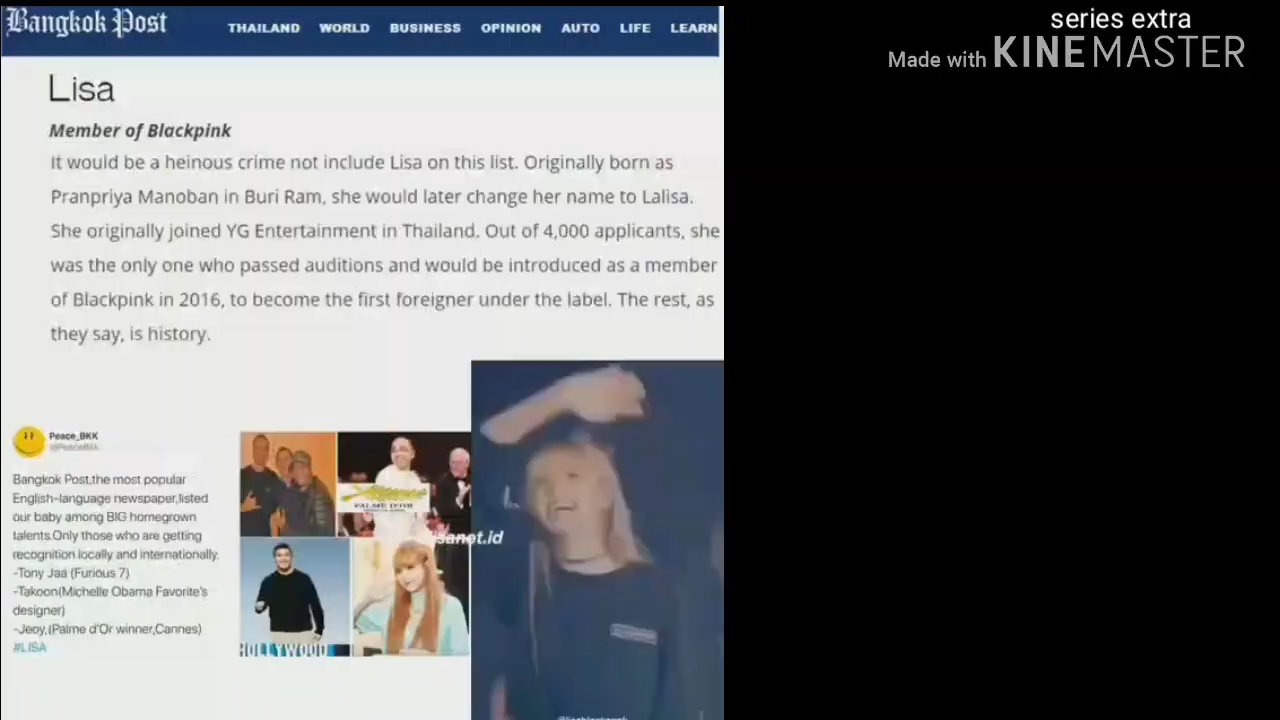 Bangkok Post
THAILAND WORLD BUSINESS OPINION AUTO LIFE LEARN
series extra
Made with KINEMASTER
Lisa
Member of Blackpink
It would be a heinous crime not include Lisa on this list. Originally born as
Pranpriya Manoban in Buri Ram, she would later change her name to Lalisa.
She originally joined YG Entertainment in Thailand. Out of 4,000 applicants, she
was the only one who passed auditions and would be introduced as a member
of Blackpink in 2016, to become the first foreigner under the label. The rest, as
they say, is history.
Peace_BKK
Bangkok Post,the most popular
English-language newspaper,listed
our baby among BIG homegrown
talents.Only those who are getting
recognition locally and internationally.
-Tony Jaa (Furious 7)
-Takoon(Michelle Obama Favorite's
designer)
-Jeoy,(Palme d'Or winner,Cannes)
#LISA
PALME D'OR
HOLLYWOOD